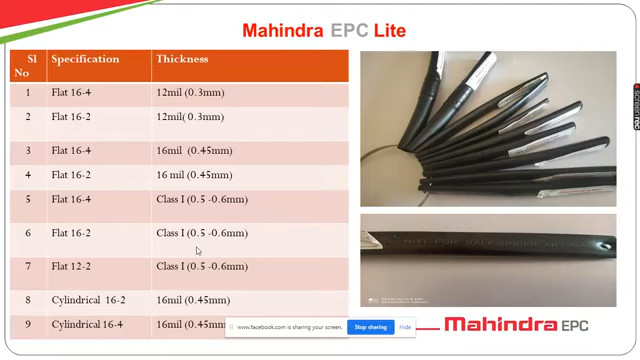 Mahindra EPC Lite
Sl No Specification Thickness
1 Flat 16-4 12mil (0.3mm)
2 Flat 16-2 12mil( 0.3mm)
3 Flat 16-4 16mil (0.45mm)
4 Flat 16-2 16 mil (0.45mm)
5 Flat 16-4 Class I (0.5 -0.6mm)
6 Flat 16-2 Class I (0.5 -0.6mm)
7 Flat 12-2 Class I (0.5 -0.6mm)
8 Cylindrical 16-2 16mil (0.45mm)
9 Cylindrical 16-4 16mil (0.45mm
NOT FOR SALE
www.facebook.com is sharing your screen. Stop sharing Hide
Mahindra EPC